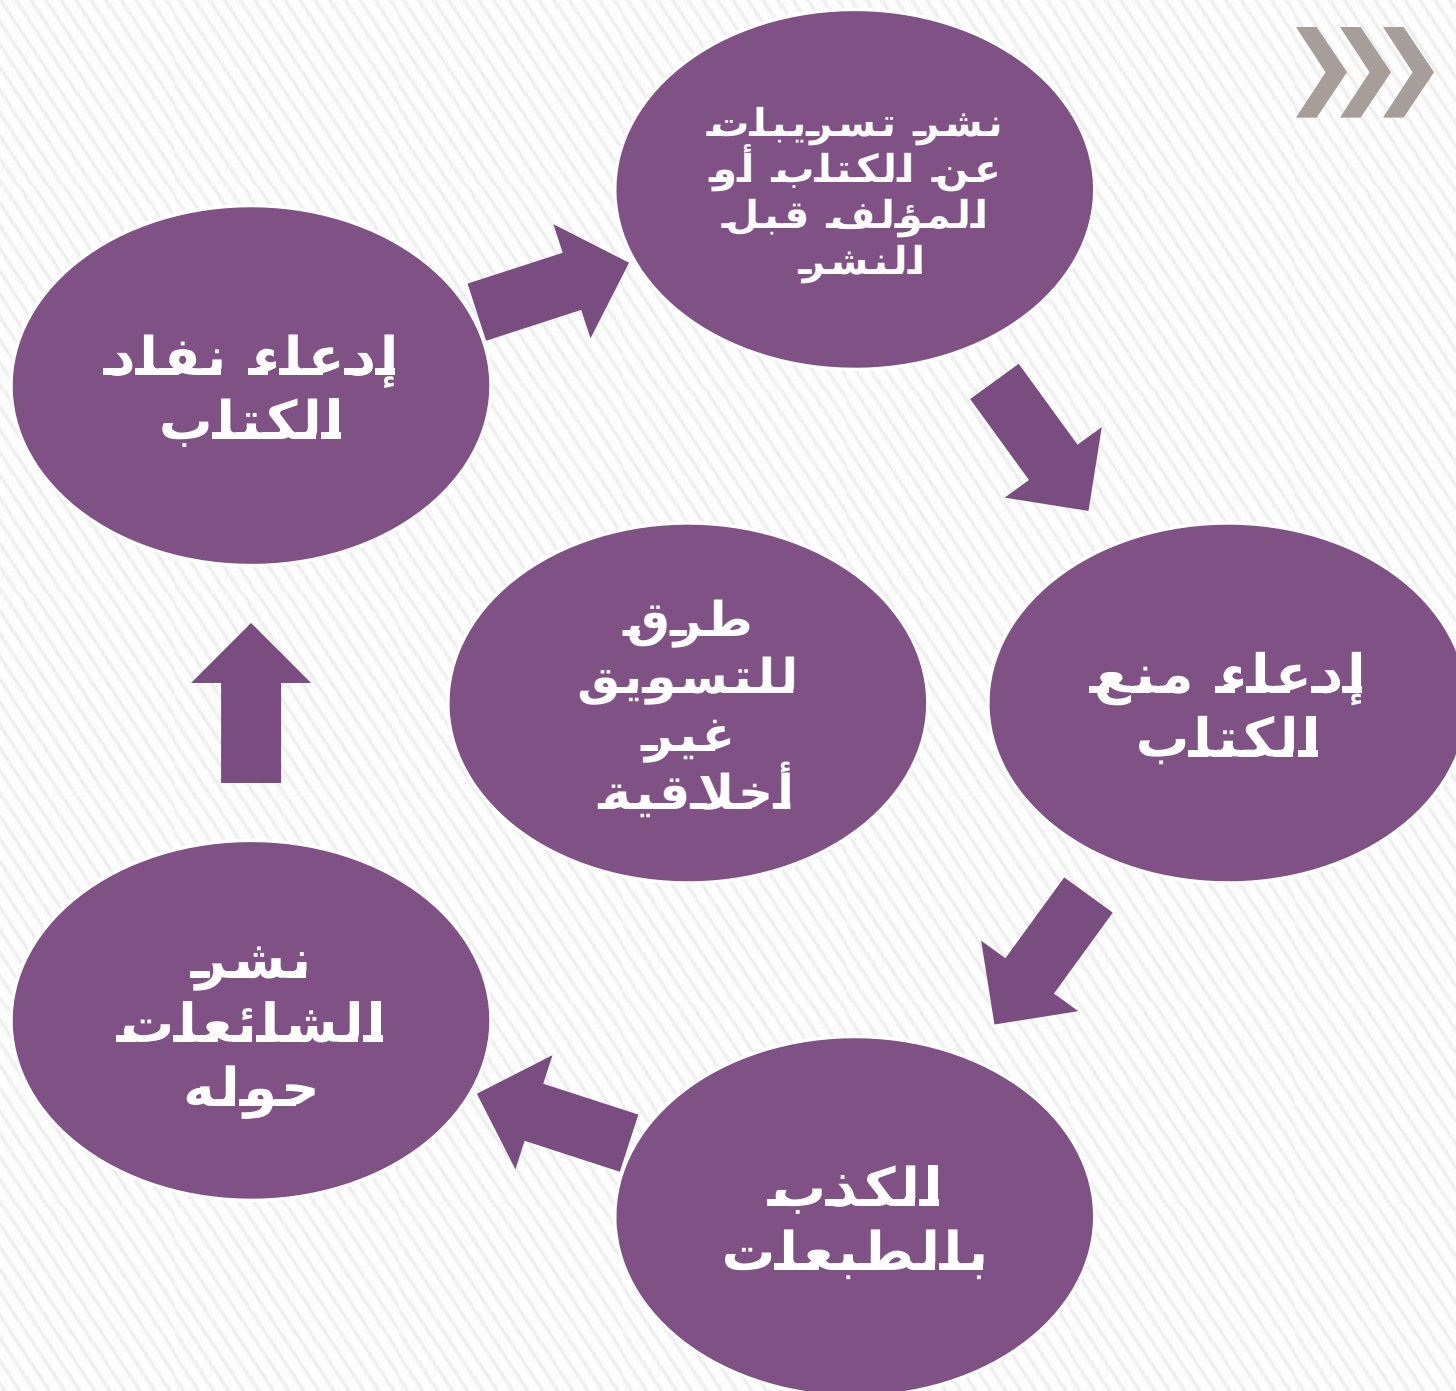 نشر تسريبات
عن الكتاب أو
المؤلف قبل
النشر
إدعاء نفاد
الكتاب
طرق
للتسويق
غير
أخلاقية
إدعاء منع
الكتاب
نشر
الشائعات
حوله
الكذب
بالطبعات